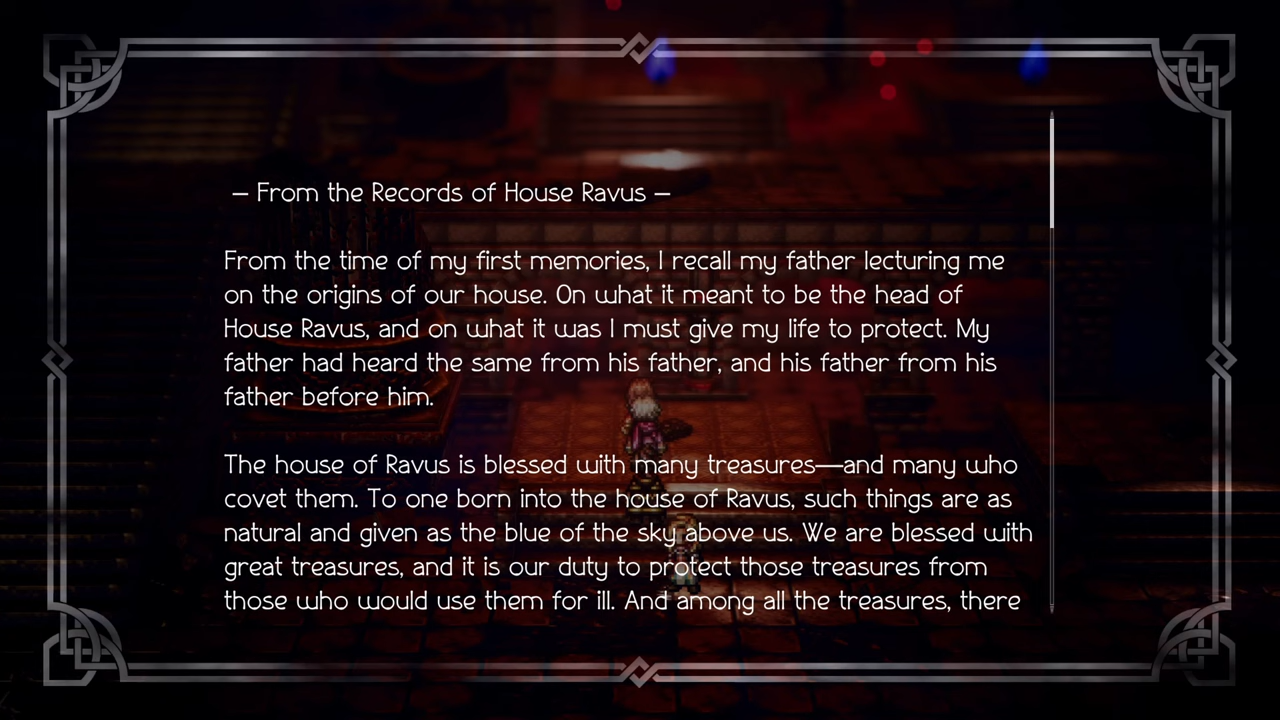 — From the Records of House Ravus —
From the time of my first memories, I recall my father lecturing me
on the origins of our house. On what it meant to be the head of
House Ravus, and on what it was I must give my life to protect. My
father had heard the same from his father, and his father from his
father before him.
The house of Ravus is blessed with many treasures—and many who
covet them. To one born into the house of Ravus, such things are as
natural and given as the blue of the sky above us. We are blessed with
great treasures, and it is our duty to protect those treasures from
those who would use them for ill. And among all the treasures, there